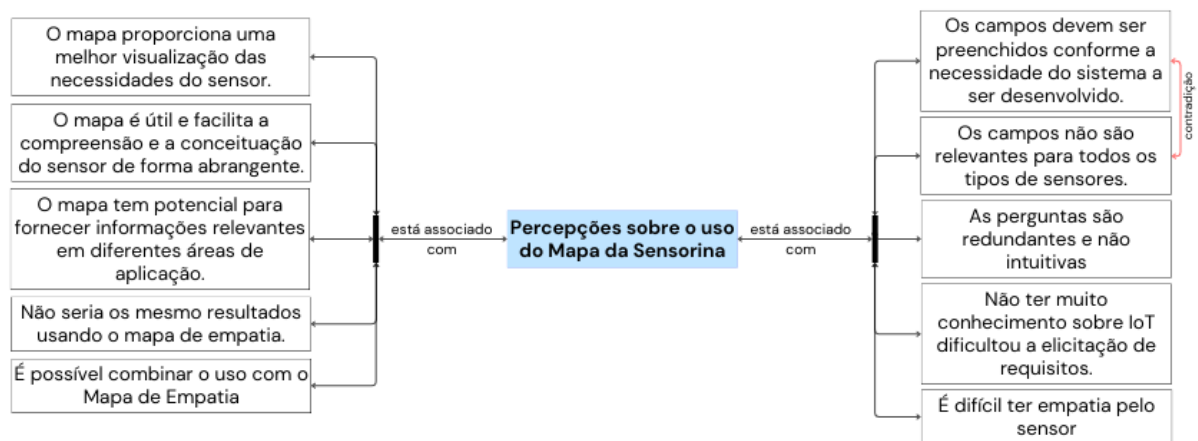 O mapa proporciona uma
melhor visualização das
necessidades do sensor.
O mapa é útil e facilita a
compreensão e a conceituação
do sensor de forma abrangente.
O mapa tem potencial para
fornecer informações relevantes
em diferentes áreas de
aplicação.
Não seria os mesmo resultados
usando o mapa de empatia.
É possível combinar o uso com o
Mapa de Empatia
está associado
com
Percepções sobre o uso
do Mapa da Sensorina
está associado
com
Os campos devem ser
preenchidos conforme a
necessidade do sistema a
ser desenvolvido.
Os campos não são
relevantes para todos os
tipos de sensores.
contradição
As perguntas são
redundantes e não
intuitivas
Não ter muito
conhecimento sobre IoT
dificultou a elicitação de
requisitos.
É difícil ter empatia pelo
sensor